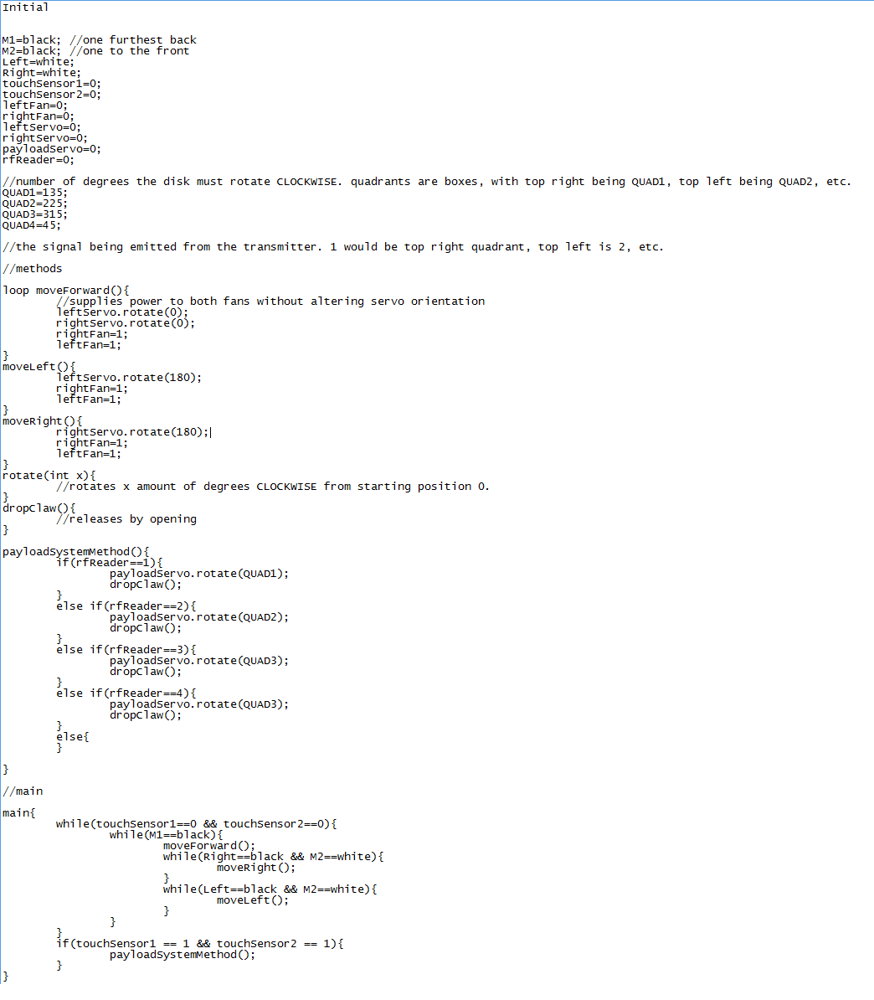 Initial
M1=black; //one furthest back
M2=black; //one to the front
Left=white;
Right=white;
touchSensor1=0;
touchSensor2=0;
leftFan=0;
rightFan=0;
leftServo=0;
rightServo=0;
payloadServo=0;
rfReader=0;
//number of degrees the disk must rotate CLOCKWISE. quadrants are boxes, with top right being QUAD1, top left being QUAD2, etc.
QUAD1=135;
QUAD2=225;
QUAD3=315;
QUAD4=45;
//the signal being emitted from the transmitter. 1 would be top right quadrant, top left is 2, etc.
//methods
loop moveForward(){
        //supplies power to both fans without altering servo orientation
        leftServo.rotate(0);
        rightServo.rotate(0);
        rightFan=1;
        leftFan=1;
}
moveLeft(){
        leftServo.rotate(180);
        rightFan=1;
        leftFan=1;
}
moveRight(){
        rightServo.rotate(180);
        rightFan=1;
        leftFan=1;
}
rotate(int x){
        //rotates x amount of degrees CLOCKWISE from starting position 0.
}
dropClaw(){
        //releases by opening
}
payloadSystemMethod(){
        if(rfReader==1){
                payloadServo.rotate(QUAD1);
                dropClaw();
        }
        else if(rfReader==2){
                payloadServo.rotate(QUAD2);
                dropClaw();
        }
        else if(rfReader==3){
                payloadServo.rotate(QUAD3);
                dropClaw();
        }
        else if(rfReader==4){
                payloadServo.rotate(QUAD3);
                dropClaw();
        }
        else{
        }
}
//main
main{
        while(touchSensor1==0 && touchSensor2==0){
                while(M1==black){
                        moveForward();
                        while(Right==black && M2==white){
                                moveRight();
                        }
                        while(Left==black && M2==white){
                                moveLeft();
                        }
                }
        }
        if(touchSensor1 == 1 && touchSensor2 == 1){
                payloadSystemMethod();
        }
}